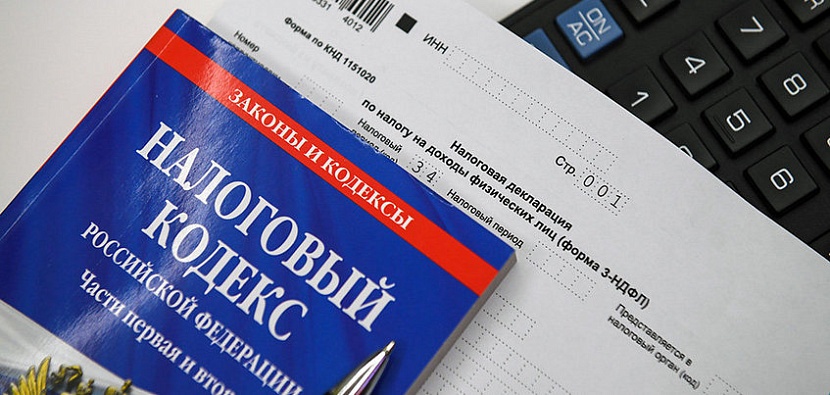 ЗАКОНЫ И КОДЕКСЫ
НАЛОГОВЫЙ
КОДЕКС
РОССИЙСКОЙ ФЕДЕРАЦИИ
Части первая и
4012
Форма по КНД 1151020
Номер
ИНН
Стр. 001
Налоговая декларация
по налогу на доходы физических лиц (форма 3-НДФЛ)
Налоговый
34
Налоговый период
Представляется в
налоговый орган (код)
ON
AC
7
8
4
5
1
6